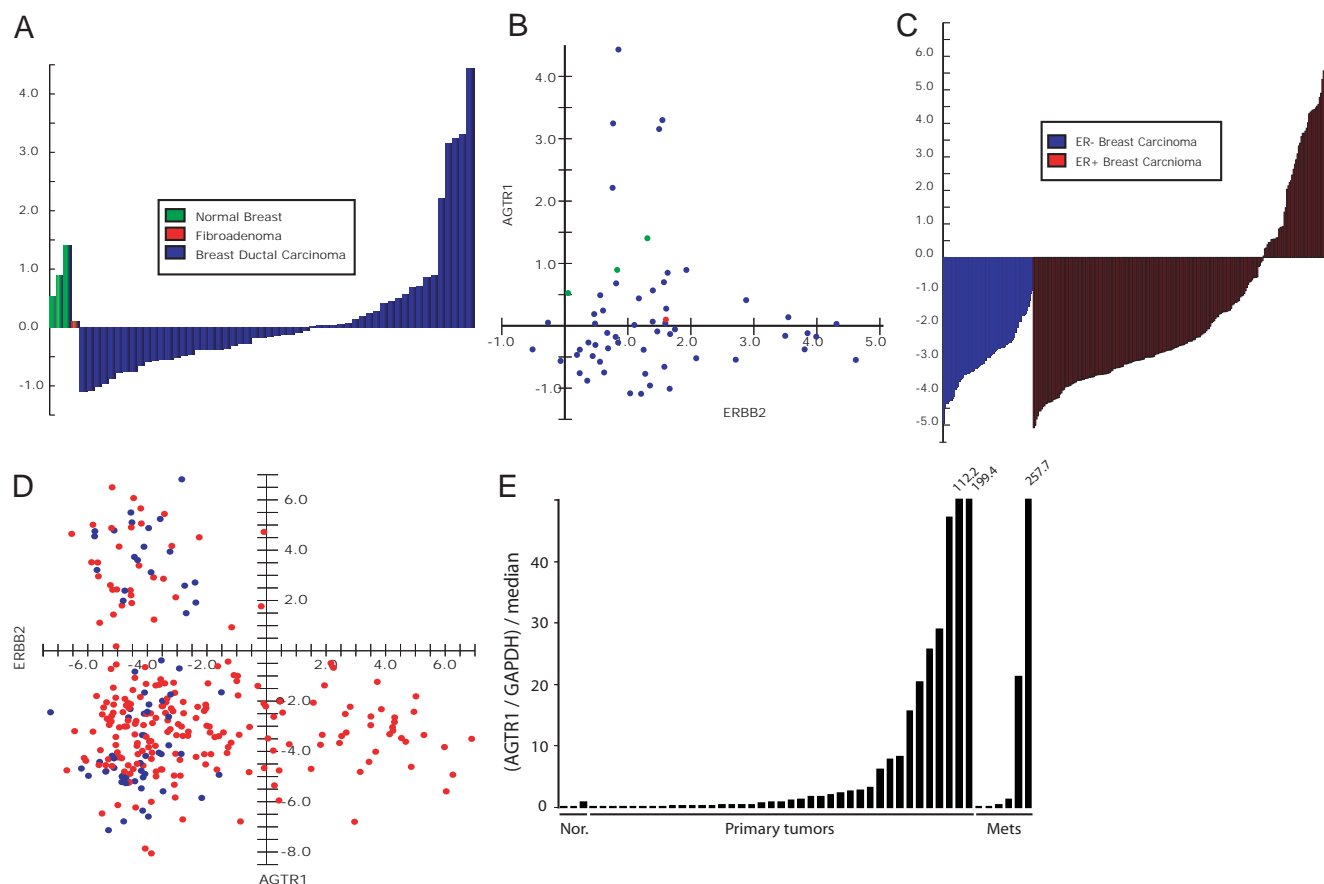 A
4.0
3.0
2.0
1.0
0.0
-1.0
Normal Breast
Fibroadenoma
Breast Ductal Carcinoma
B
AGTR1
4.0
3.0
2.0
1.0
-1.0
-1.0
1.0
2.0
3.0
4.0
5.0
ERBB2
C
6.0
5.0
4.0
3.0
2.0
1.0
0.0
-1.0
-2.0
-3.0
-4.0
-5.0
ER- Breast Carcinoma
ER+ Breast Carcnioma
D
ERBB2
6.0
4.0
2.0
-2.0
-4.0
-6.0
-8.0
-6.0
-4.0
-2.0
2.0
4.0
6.0
AGTR1
E
112.2
199.4
257.7
(AGTR1 / GAPDH) / median
40
30
20
10
0
Nor.
Primary tumors
Mets